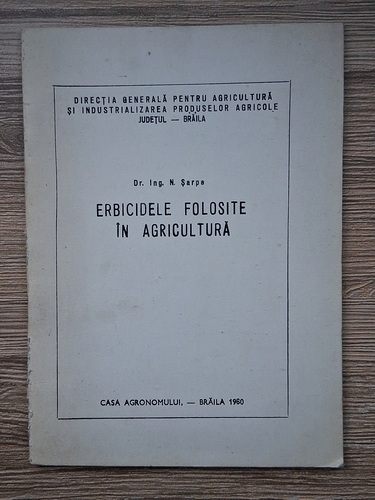 DIRECȚIA GENERALĂ PENTRU AGRICULTURĂ
ȘI INDUSTRIALIZAREA PRODUSELOR AGRICOLE
JUDEȚUL — BRĂILA
Dr. Ing. N. Șarpe
ERBICIDELE FOLOSITE
ÎN AGRICULTURĂ
CASA AGRONOMULUI, — BRĂILA 1980